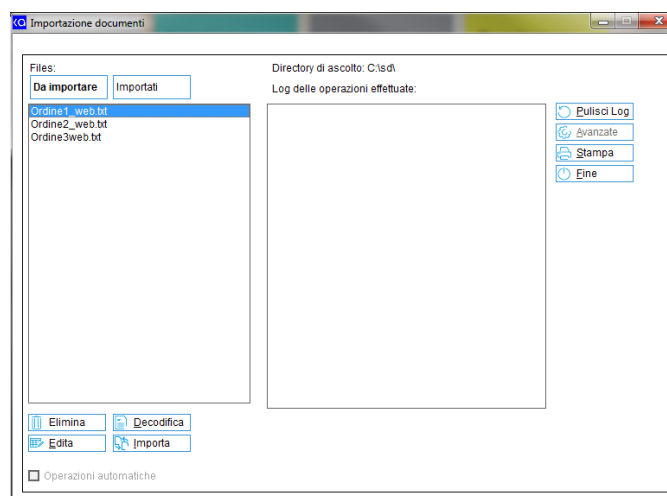 Importazione documenti
Files:
Directory di ascolto: C:\sd\
Da importare
Importati
Log delle operazioni effettuate:
Ordine1_web.txt
Ordine2_web.txt
Ordine3web.txt
Pulisci Log
Avanzate
Stampa
Fine
Elimina
Decodifica
Edita
Importa
Operazioni automatiche